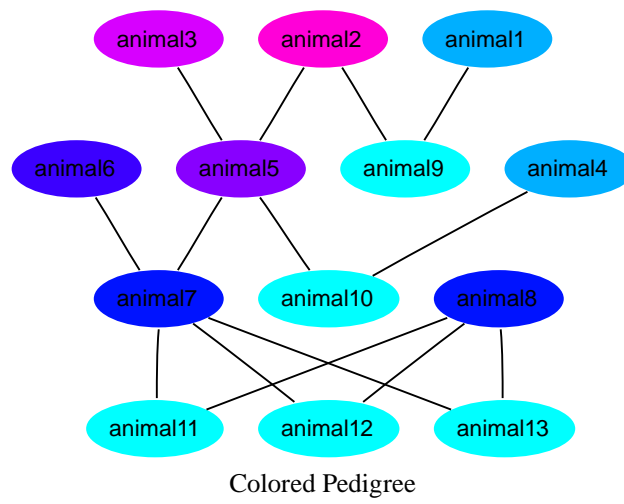 animal3 animal2 animal1
animal6 animal5 animal9 animal4
animal7 animal10 animal8
animal11 animal12 animal13
Colored Pedigree